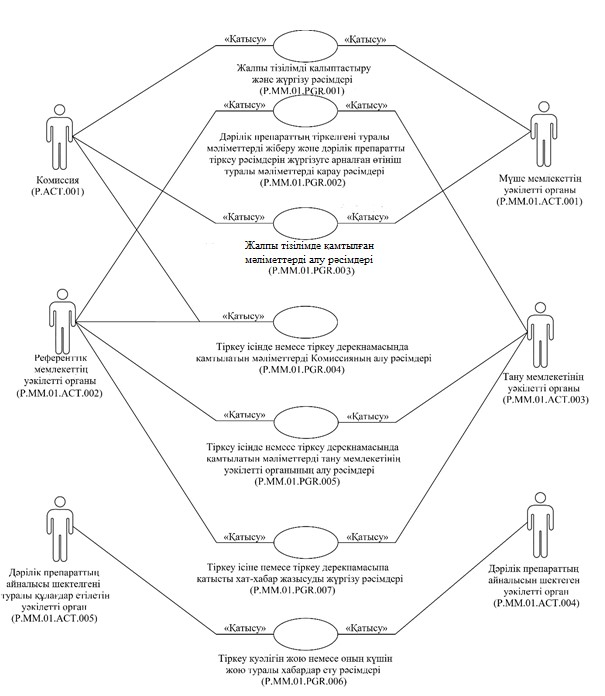 «Қатысу» «Қатысу»
Жалпы тізілімді қалыптастыру
және жүргізу рәсімдері
(P.MM.01.PGR.001)
«Қатысу» «Қатысу»
Дәрілік препараттың тіркелгені туралы
мәліметтерді жіберу және дәрілік препаратты
тіркеу рәсімдерін жүргізуге арналған өтініш
туралы мәліметтерді қарау рәсімдері
(P.MM.01.PGR.002)
Комиссия
(P.ACT.001)
Мүше мемлекеттің
уәкілетті органы
(P.MM.01.ACT.001)
«Қатысу» «Қатысу»
Жалпы тізілімде қамтылған
мәліметтерді алу рәсімдері
(P.MM.01.PGR.003)
«Қатысу»
Тіркеу ісінде немесе тіркеу дерекнамасында
қамтылатын мәліметтерді Комиссияның алу рәсімдері
(P.MM.01.PGR.004)
Референттік
мемлекеттің
уәкілетті органы
(P.MM.01.ACT.002)
Тану мемлекетінің
уәкілетті органы
(P.MM.01.ACT.003)
«Қатысу» «Қатысу»
Тіркеу ісінде немесе тіркеу дерекнамасында
қамтылатын мәліметтерді тану мемлекетінің
уәкілетті органының алу рәсімдері
(P.MM.01.PGR.005)
«Қатысу» «Қатысу»
Тіркеу ісіне немесе тіркеу дерекнамасына
қатысты хат-хабар жазысуды жүргізу рәсімдері
(P.MM.01.PGR.007)
Дәрілік препараттың
айналысы шектелгені
туралы құлақдар етілетін
уәкілетті орган
(P.MM.01.ACT.005)
Дәрілік препараттың
айналысын шектеген
уәкілетті орган
(P.MM.01.ACT.004)
«Қатысу» «Қатысу»
Тіркеу куәлігін жою немесе оның күшін
жою туралы хабардар ету рәсімдері
(P.MM.01.PGR.006)